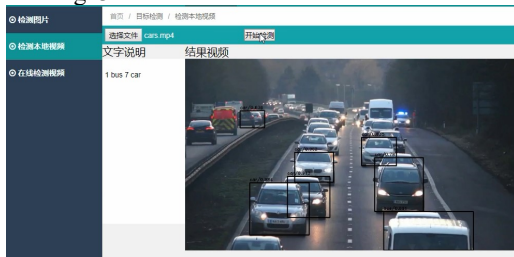 检测图片
首页 / 目标检测 / 检测本地视频
选择文件 cars.mp4
开始检测
检测本地视频
文字说明
结果视频
在线检测视频
1 bus 7 car